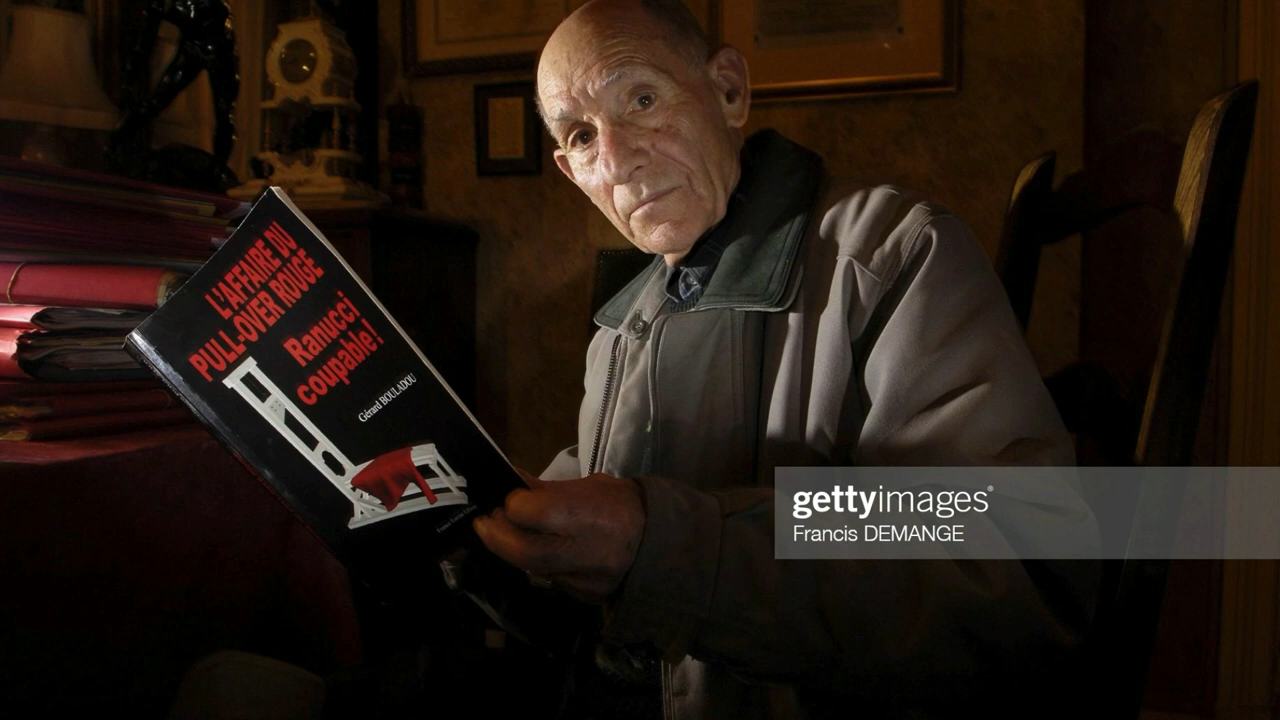 L'AFFAIRE DU
PULL-OVER ROUGE
Ranucci
coupable!
Gérard BOULADOU
gettyimages®
Francis DEMANGE